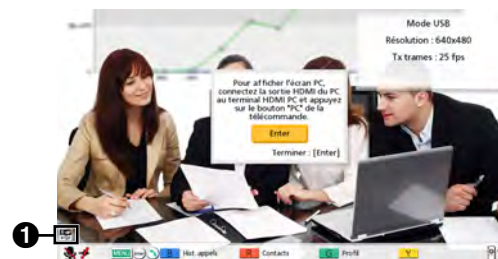 Mode USB
Résolution : 640x480
Tx trames : 25 fps
Pour afficher l'écran PC,
connectez la sortie HDMI du PC
au terminal HDMI PC et appuyez
sur le bouton "PC" de la
télécommande.
Enter
Terminer : [Enter]
1
MENU B Hist. appels R Contacts G Profil Y